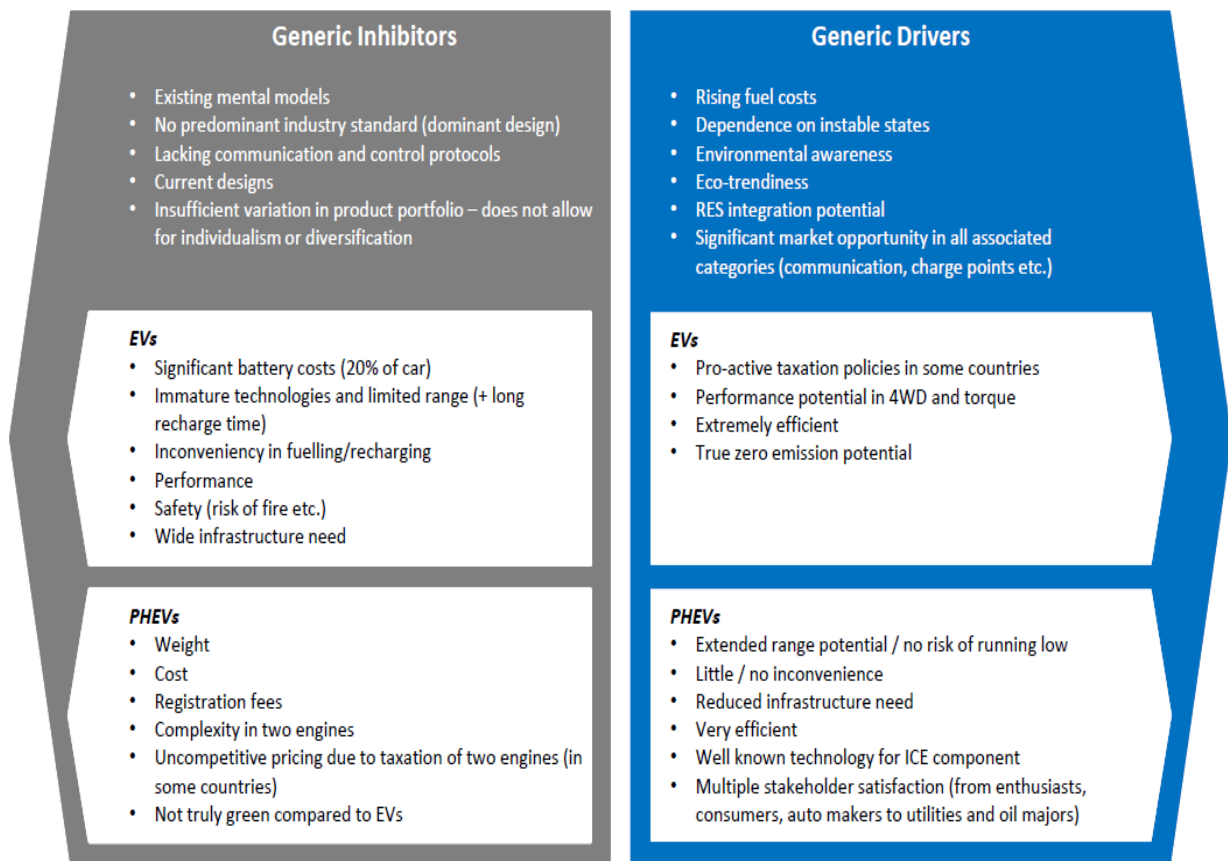 Generic Inhibitors
• Existing mental models
• No predominant industry standard (dominant design)
• Lacking communication and control protocols
• Current designs
• Insufficient variation in product portfolio – does not allow
for individualism or diversification
EVs
• Significant battery costs (20% of car)
• Immature technologies and limited range (+ long
recharge time)
• Inconveniency in fuelling/recharging
• Performance
• Safety (risk of fire etc.)
• Wide infrastructure need
PHEVs
• Weight
• Cost
• Registration fees
• Complexity in two engines
• Uncompetitive pricing due to taxation of two engines (in
some countries)
• Not truly green compared to EVs
Generic Drivers
• Rising fuel costs
• Dependence on instable states
• Environmental awareness
• Eco-trendiness
• RES integration potential
• Significant market opportunity in all associated
categories (communication, charge points etc.)
EVs
• Pro-active taxation policies in some countries
• Performance potential in 4WD and torque
• Extremely efficient
• True zero emission potential
PHEVs
• Extended range potential / no risk of running low
• Little / no inconvenience
• Reduced infrastructure need
• Very efficient
• Well known technology for ICE component
• Multiple stakeholder satisfaction (from enthusiasts,
consumers, auto makers to utilities and oil majors)